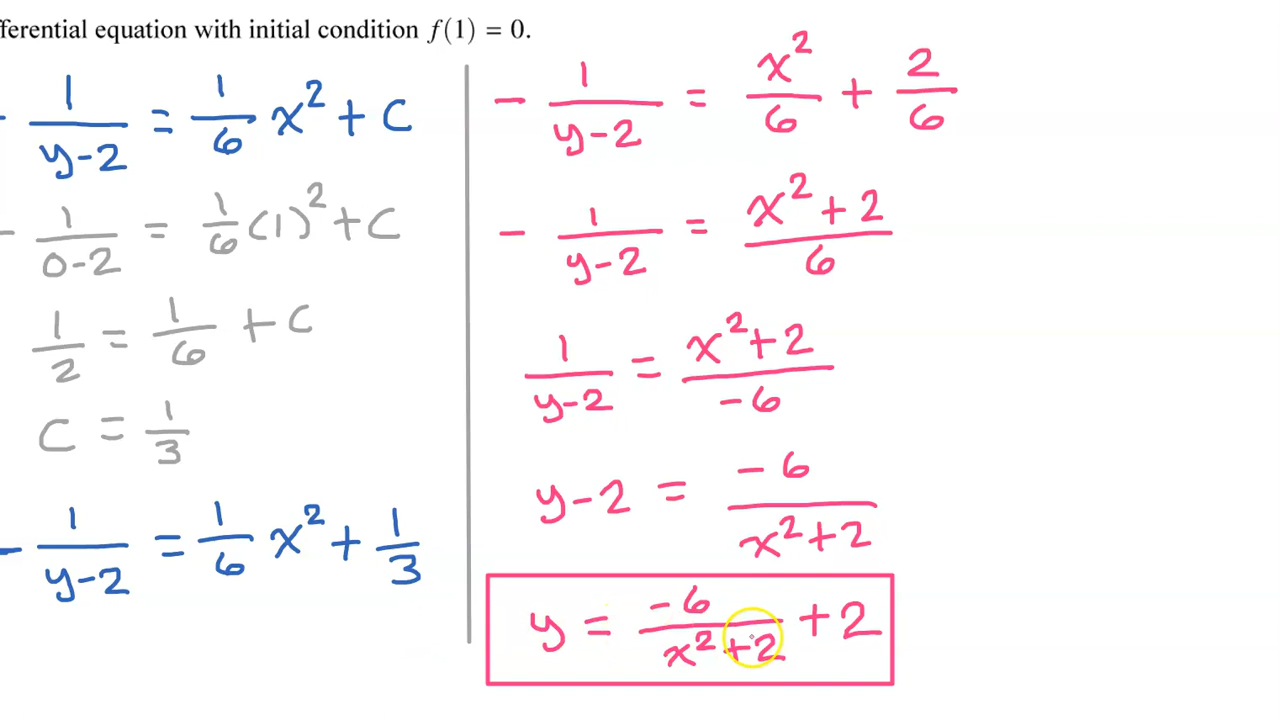 ferential equation with initial condition f(1) = 0.
- 1/(y-2) = 1/6 x² + C
- 1/(0-2) = 1/6 (1)² + C
1/2 = 1/6 + C
C = 1/3
- 1/(y-2) = 1/6 x² + 1/3
- 1/(y-2) = x²/6 + 2/6
- 1/(y-2) = (x²+2)/6
1/(y-2) = (x²+2)/-6
y-2 = -6/(x²+2)
y = -6/(x²+2) + 2